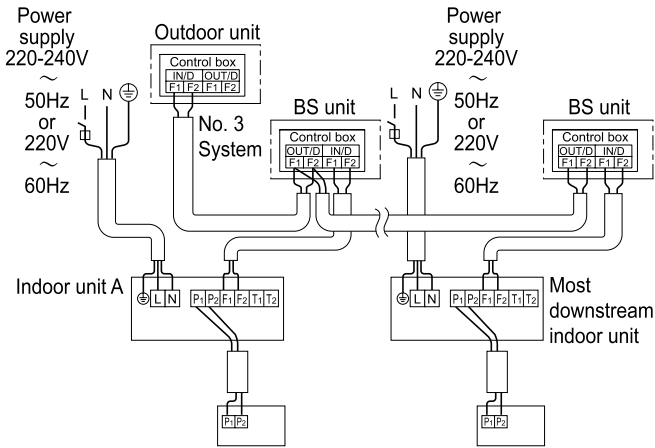 Power
supply
220-240V
~
50Hz
or
220V
~
60Hz
L N
Outdoor unit
Control box
IN/D OUT/D
F1 F2 F1 F2
No. 3
System
BS unit
Control box
OUT/D IN/D
F1 F2 F1 F2
Power
supply
220-240V
~
50Hz
or
220V
~
60Hz
L N
BS unit
Control box
OUT/D IN/D
F1 F2 F1 F2
Indoor unit A
L N
P1 P2 F1 F2 T1 T2
P1 P2
L N
P1 P2 F1 F2 T1 T2
Most
downstream
indoor unit
P1 P2